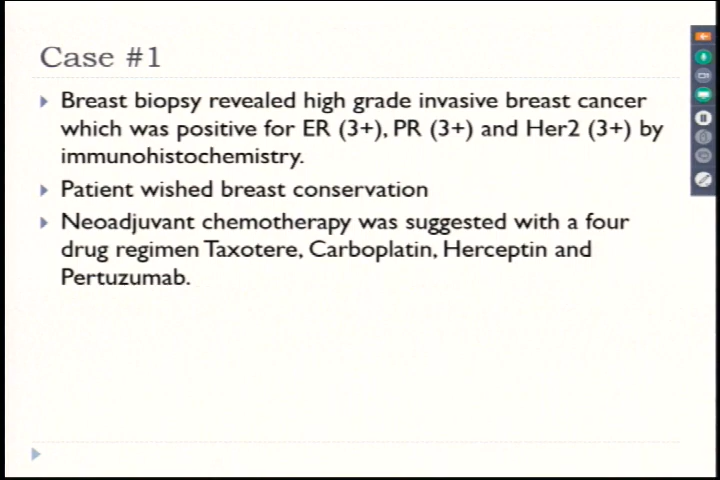 Case #1
Breast biopsy revealed high grade invasive breast cancer
which was positive for ER (3+), PR (3+) and Her2 (3+) by
immunohistochemistry.
Patient wished breast conservation
Neoadjuvant chemotherapy was suggested with a four
drug regimen Taxotere, Carboplatin, Herceptin and
Pertuzumab.